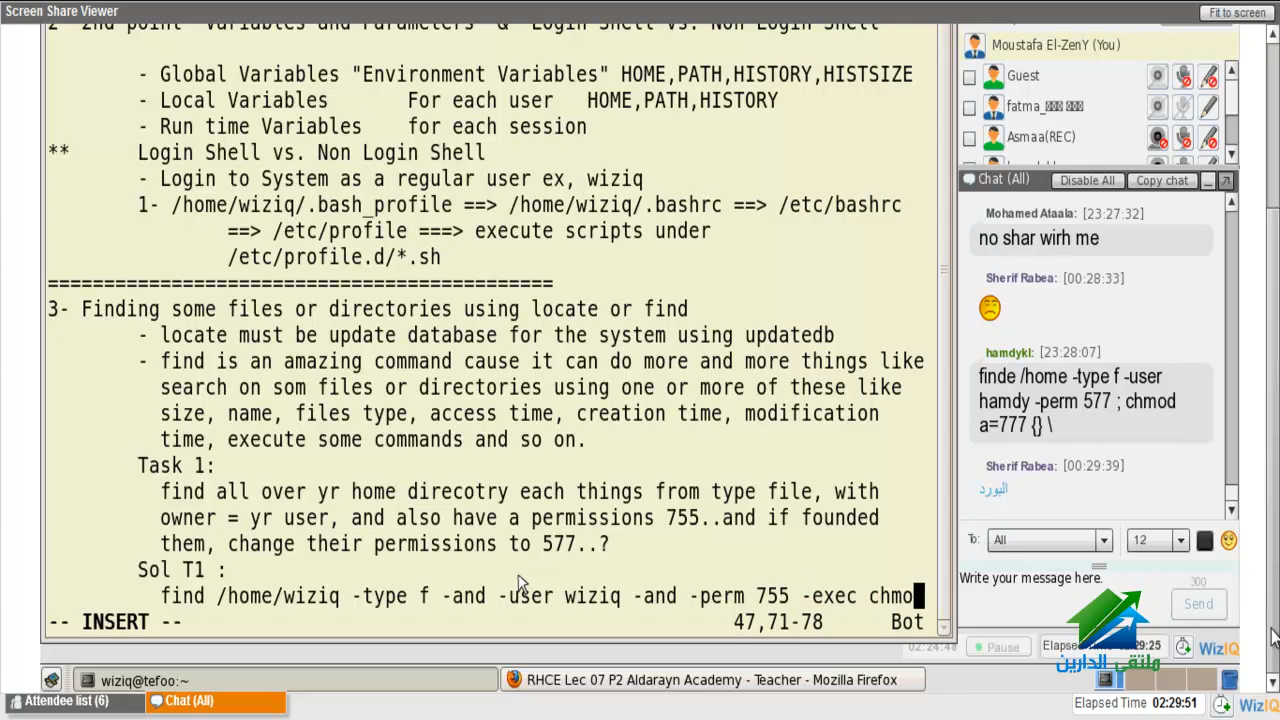 Screen Share Viewer
Fit to screen
2- 2nd point "Variables and Parameters" & "Login Shell vs. Non Login Shell"
- Global Variables "Environment Variables" HOME,PATH,HISTORY,HISTSIZE
- Local Variables For each user HOME,PATH,HISTORY
- Run time Variables for each session
** Login Shell vs. Non Login Shell
- Login to System as a regular user ex, wiziq
1- /home/wiziq/.bash_profile ==> /home/wiziq/.bashrc ==> /etc/bashrc
==> /etc/profile ===> execute scripts under
/etc/profile.d/*.sh
=============================================
3- Finding some files or directories using locate or find
- locate must be update database for the system using updatedb
- find is an amazing command cause it can do more and more things like
search on som files or directories using one or more of these like
size, name, files type, access time, creation time, modification
time, execute some commands and so on.
Task 1:
find all over yr home direcotry each things from type file, with
owner = yr user, and also have a permissions 755..and if founded
them, change their permissions to 577..?
Sol T1 :
find /home/wiziq -type f -and -user wiziq -and -perm 755 -exec chmo
-- INSERT -- 47,71-78 Bot
Moustafa El-ZenY (You)
Guest
fatma_
Asmaa(REC)
Chat (All)
Disable All
Copy chat
Mohamed Ataala: [23:27:32]
no shar wirh me
Sherif Rabea: [00:28:33]
hamdykl: [23:28:07]
finde /home -type f -user
hamdy -perm 577 ; chmod
a=777 {} \
Sherif Rabea: [00:29:39]
البورد
To: All 12
Write your message here.
300
Send
02:24:48
Pause
Elapsed
02:29:25
WizIQ
ملتقى الدارين
wiziq@tefoo:~
RHCE Lec 07 P2 Aldarayn Academy - Teacher - Mozilla Firefox
Attendee list (6)
Chat (All)
Elapsed Time 02:29:51
WizIQ